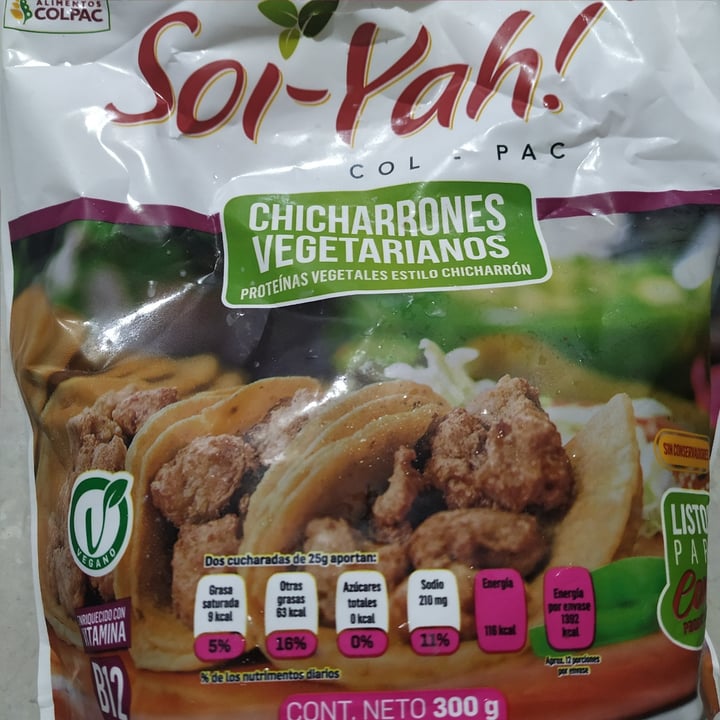 ALIMENTOS
COLPAC
Soi-Yah!
COL - PAC
CHICHARRONES
VEGETARIANOS
PROTEÍNAS VEGETALES ESTILO CHICHARRÓN
SIN CONSERVADORES
LISTO
PAR
VEGANO
Dos cucharadas de 25g aportan:
Grasa
saturada
9 kcal
5%
Otras
grasas
63 kcal
16%
Azúcares
totales
0 kcal
0%
Sodio
210 mg
11%
Energía
116 kcal
Energía
por envase
1392
kcal
Aprox. 12 porciones
por envase
% de los nutrimentos diarios
ENRIQUECIDO CON
VITAMINA
B12
CONT. NETO 300 g